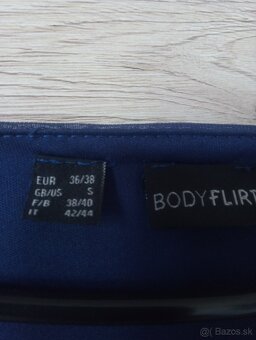 EUR 36/38
GB/US S
F/B 38/40
IT 42/44
BODYFLIRT
Bazos.sk